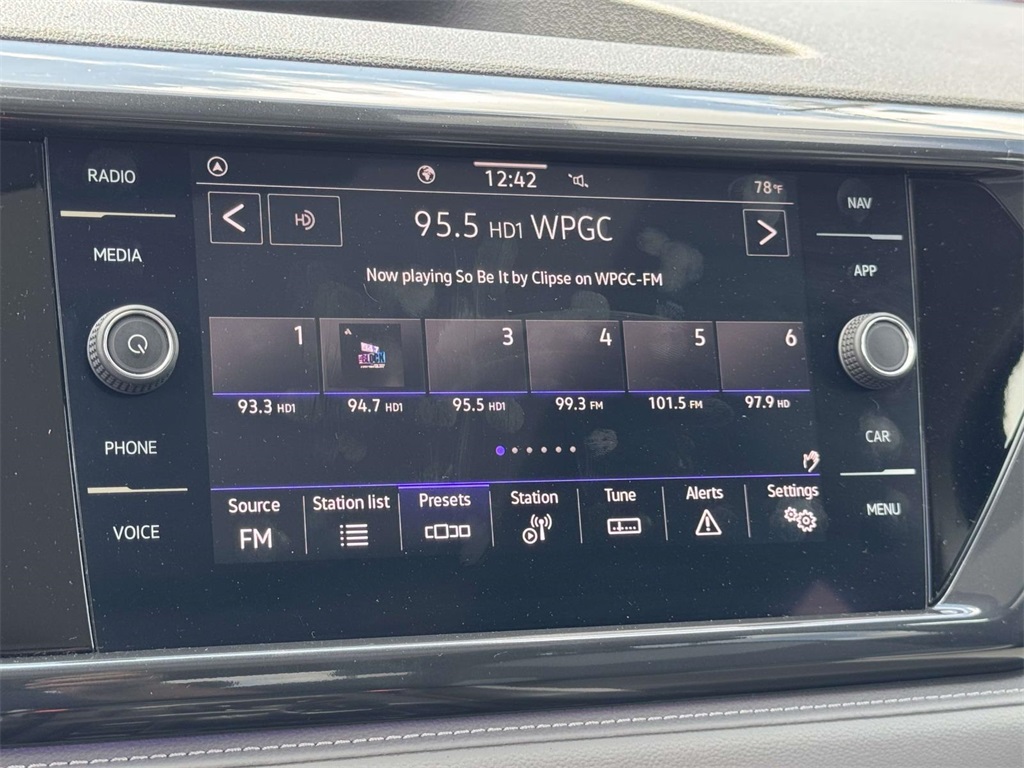 RADIO
MEDIA
PHONE
VOICE
12:42
78°F
HD
95.5 HD1 WPGC
Now playing So Be It by Clipse on WPGC-FM
1
3
4
5
6
BLOCK
93.3 HD1
94.7 HD1
95.5 HD1
99.3 FM
101.5 FM
97.9 HD
Source
FM
Station list
Presets
Station
Tune
Alerts
Settings
NAV
APP
CAR
MENU